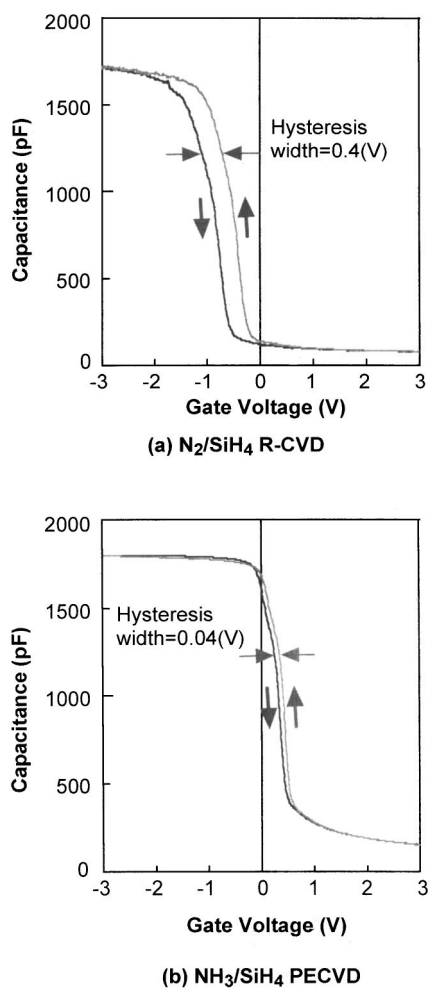 2000
1500
1000
500
0
Capacitance (pF)
Hysteresis
width=0.4(V)
-3 -2 -1 0 1 2 3
Gate Voltage (V)
(a) N2/SiH4 R-CVD
2000
1500
1000
500
0
Capacitance (pF)
Hysteresis
width=0.04(V)
-3 -2 -1 0 1 2 3
Gate Voltage (V)
(b) NH3/SiH4 PECVD